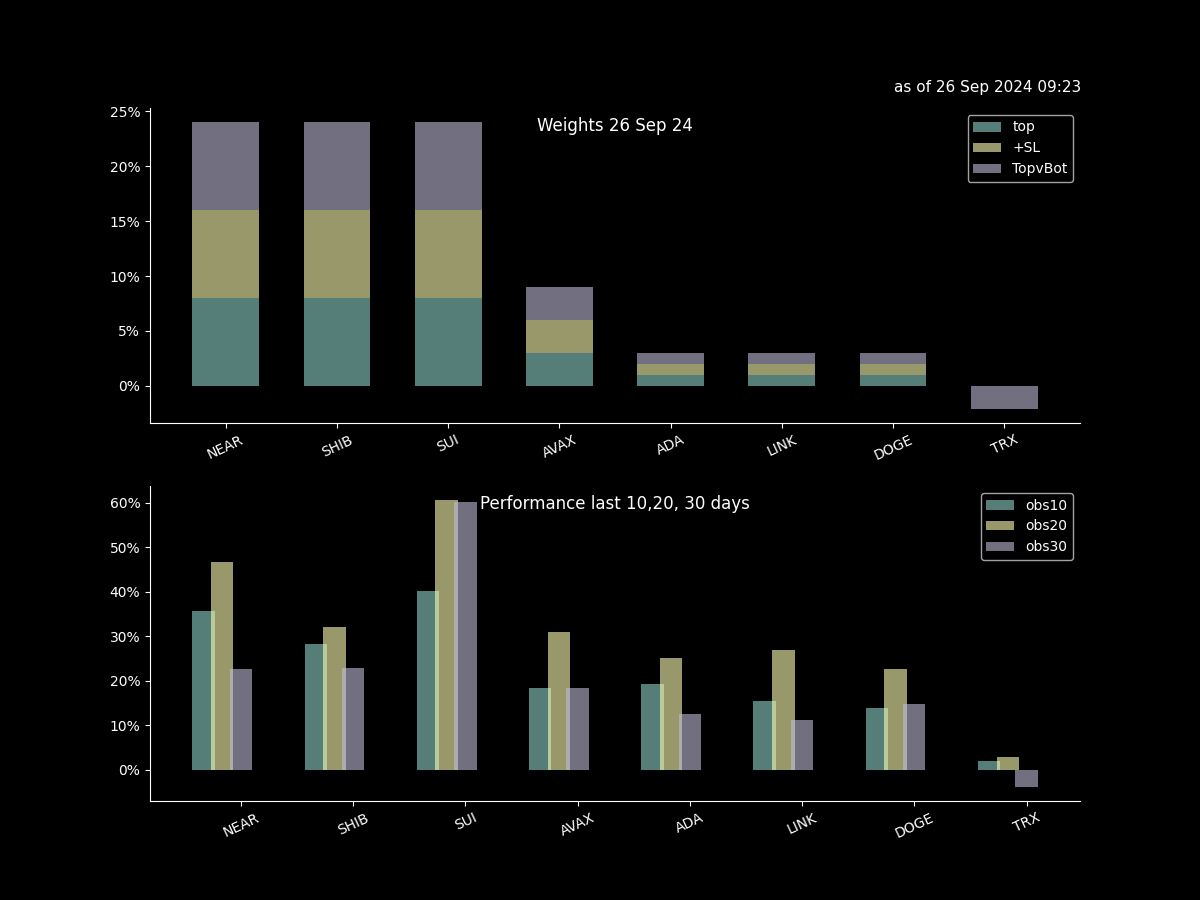 as of 26 Sep 2024 09:23
Weights 26 Sep 24
top
+SL
TopvBot
25%
20%
15%
10%
5%
0%
NEAR SHIB SUI AVAX ADA LINK DOGE TRX
Performance last 10,20, 30 days
obs10
obs20
obs30
60%
50%
40%
30%
20%
10%
0%
NEAR SHIB SUI AVAX ADA LINK DOGE TRX